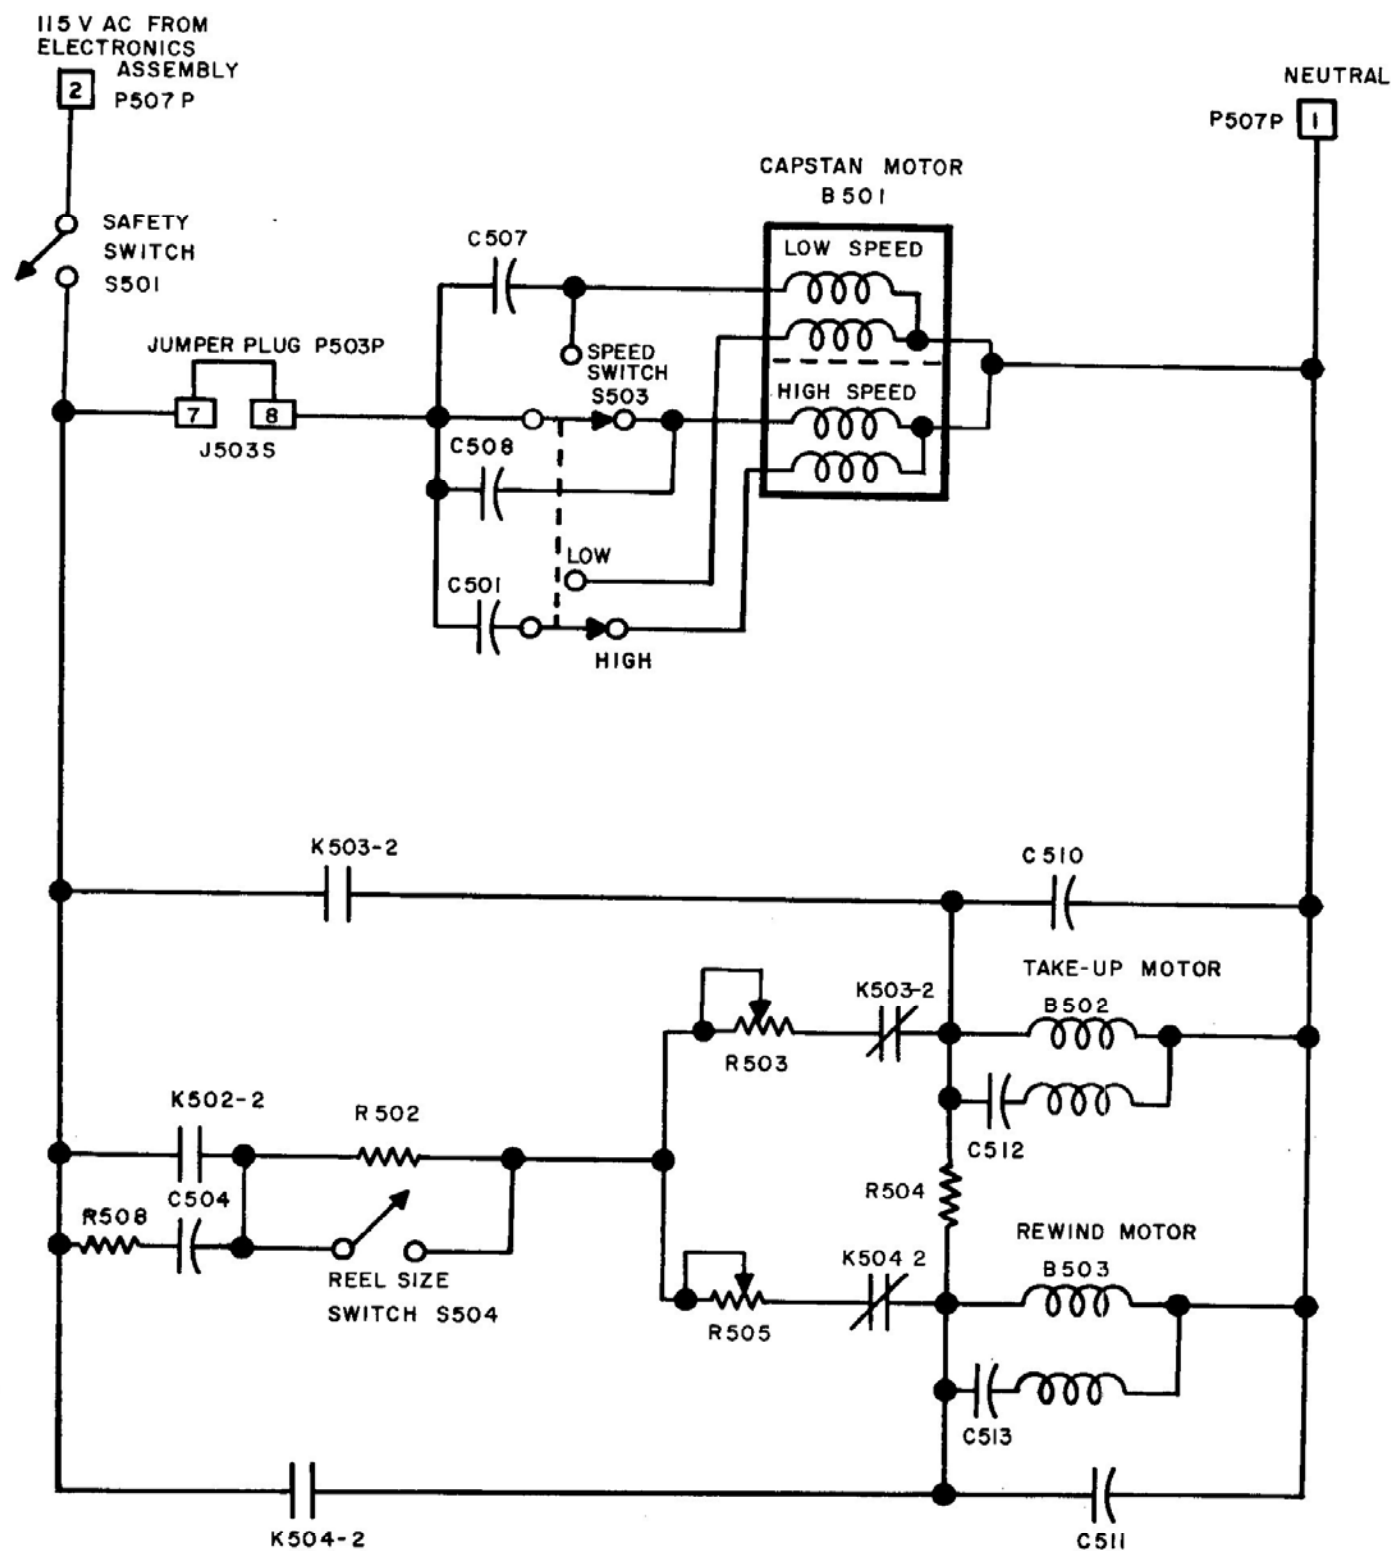 115 V AC FROM
ELECTRONICS
ASSEMBLY
2
P507P
NEUTRAL
P507P
1
CAPSTAN MOTOR
B501
SAFETY
SWITCH
S501
C507
LOW SPEED
JUMPER PLUG P503P
SPEED
SWITCH
S503
HIGH SPEED
7
8
J503S
C508
LOW
C501
HIGH
K503-2
C510
TAKE-UP MOTOR
K503-2
B502
R503
K502-2
R502
C512
C504
R504
R508
REWIND MOTOR
K504 2
B503
REEL SIZE
SWITCH S504
R505
C513
K504-2
C511